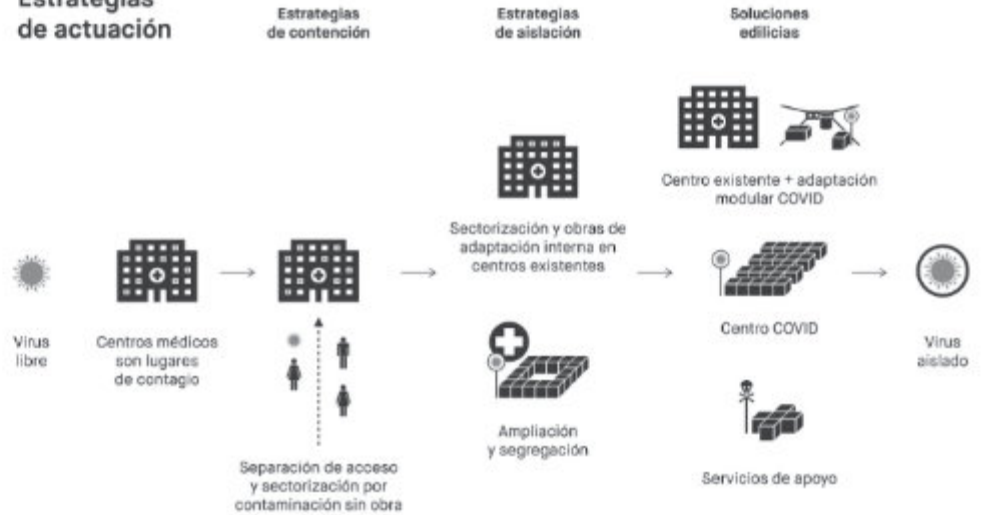 Estrategias
de actuación
Estrategias
de contención
Estrategias
de aislación
Soluciones
edilicias
Virus
libre
Centros médicos
son lugares
de contagio
Separación de acceso
y sectorización por
contaminación sin obra
Sectorización y obras de
adaptación interna en
centros existentes
Ampliación
y segregación
Centro existente + adaptación
modular COVID
Centro COVID
Servicios de apoyo
Virus
aislado